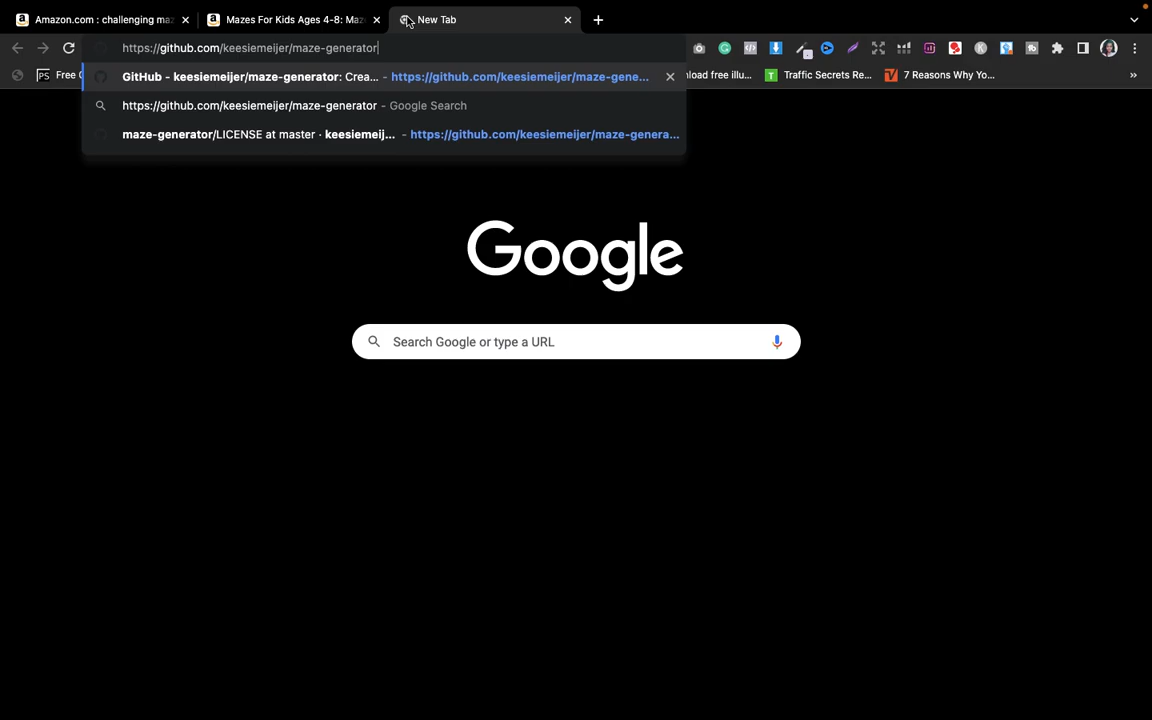 Amazon.com : challenging maz
Mazes For Kids Ages 4-8: Maz
New Tab
https://github.com/keesiemeijer/maze-generator
PS Free C
load free illu...
T Traffic Secrets Re...
V 7 Reasons Why Yo...
»
GitHub - keesiemeijer/maze-generator: Crea... - https://github.com/keesiemeijer/maze-gene...
https://github.com/keesiemeijer/maze-generator - Google Search
maze-generator/LICENSE at master · keesiemeij... - https://github.com/keesiemeijer/maze-genera...
Google
Search Google or type a URL